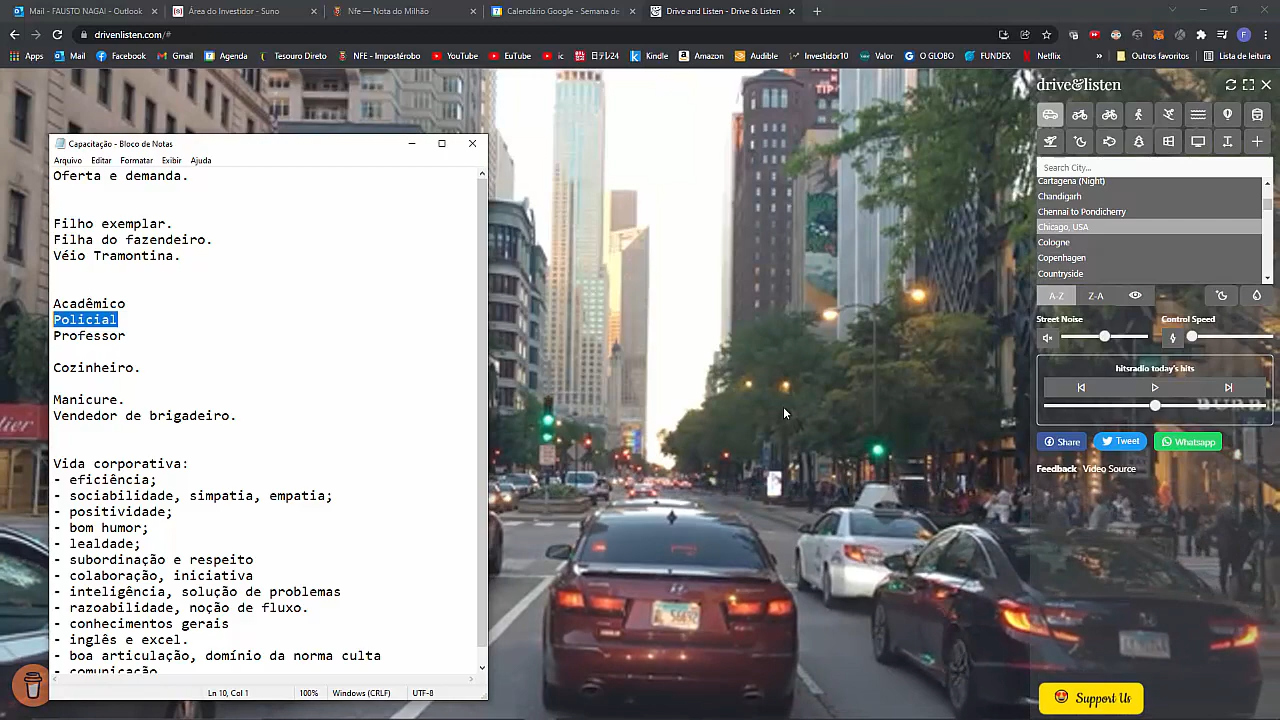 Mail - FAUSTO NAGAI - Outlook
Área do Investidor - Suno
Nfe — Nota do Milhão
Calendário Google - Semana de
Drive and Listen - Drive & Listen
drivenlisten.com/#
Apps
Mail
Facebook
Gmail
Agenda
Tesouro Direto
NFE - Impostérobo
YouTube
EuTube
ic
Kindle
Amazon
Audible
Investidor10
Valor
O GLOBO
FUNDEX
Netflix
»
Outros favoritos
Lista de leitura
Capacitação - Bloco de Notas
Arquivo Editar Formatar Exibir Ajuda
Oferta e demanda.
Filho exemplar.
Filha do fazendeiro.
Véio Tramontina.
Acadêmico
Policial
Professor
Cozinheiro.
Manicure.
Vendedor de brigadeiro.
Vida corporativa:
- eficiência;
- sociabilidade, simpatia, empatia;
- positividade;
- bom humor;
- lealdade;
- subordinação e respeito
- colaboração, iniciativa
- inteligência, solução de problemas
- razoabilidade, noção de fluxo.
- conhecimentos gerais
- inglês e excel.
- boa articulação, domínio da norma culta
- comunicação
Ln 10, Col 1
100%
Windows (CRLF)
UTF-8
drive&listen
Search City...
Cartagena (Night)
Chandigarh
Chennai to Pondicherry
Chicago, USA
Cologne
Copenhagen
Countryside
A-Z
Z-A
Street Noise
Control Speed
hitsradio today's hits
Share
Tweet
Whatsapp
Feedback Video Source
Support Us